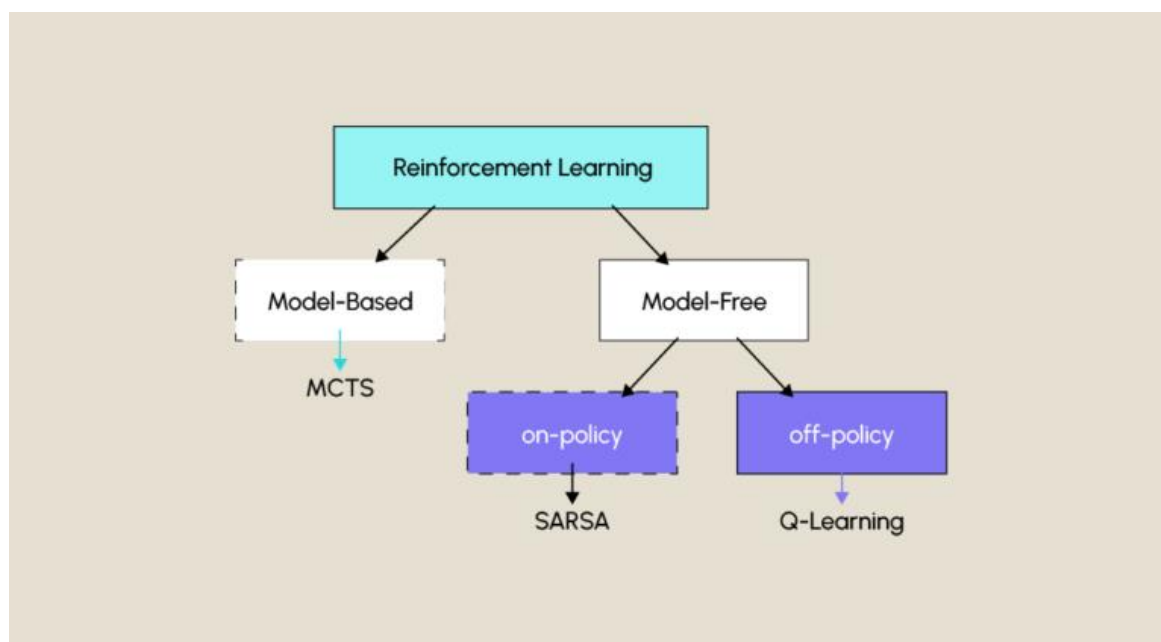 Reinforcement Learning
Model-Based
Model-Free
MCTS
on-policy
off-policy
SARSA
Q-Learning